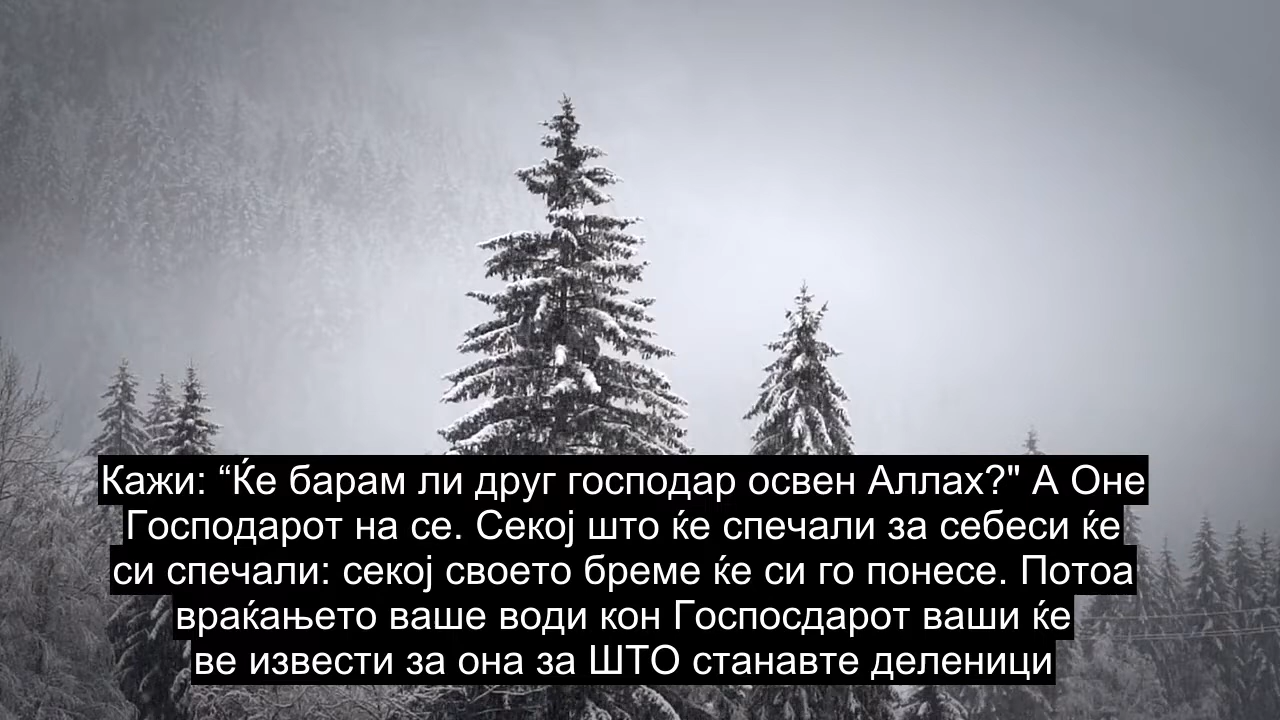 Кажи: “Ќе барам ли друг господар освен Аллах?" А Оне
Господарот на се. Секој што ќе спечали за себеси ќе
си спечали: секој своето бреме ќе си го понесе. Потоа
враќањето ваше води кон Госпосдарот ваши ќе
ве извести за она за ШТО станавте деленици